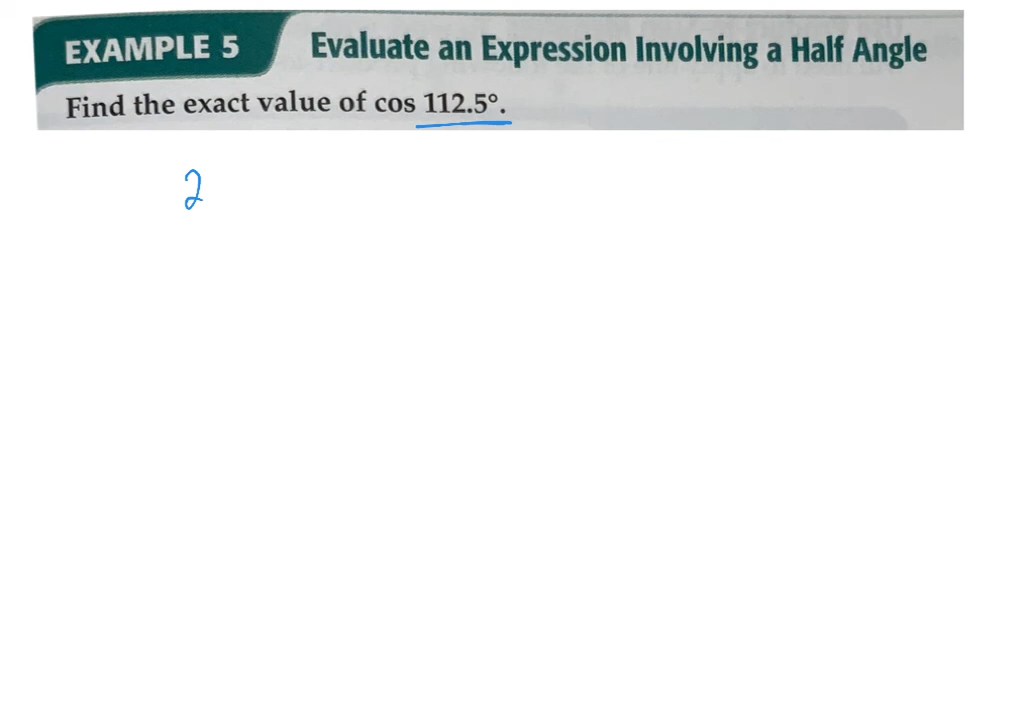 EXAMPLE 5 Evaluate an Expression Involving a Half Angle
Find the exact value of cos 112.5°.
2